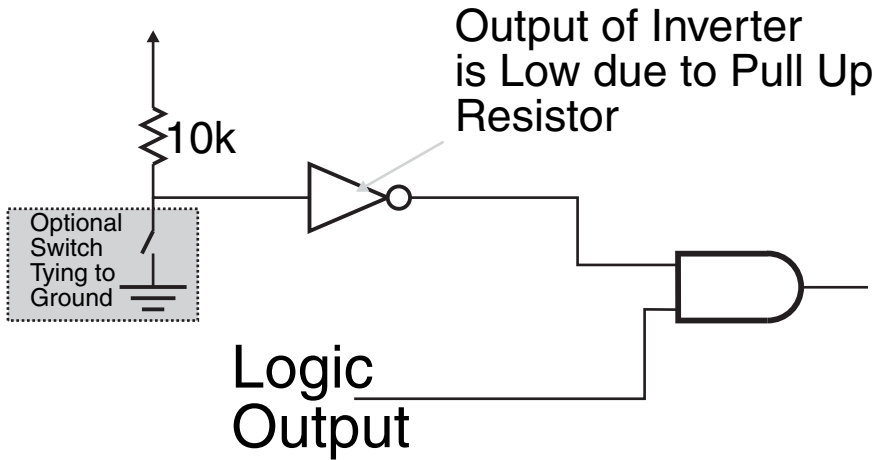 Output of Inverter
is Low due to Pull Up
Resistor
10k
Optional
Switch
Tying to
Ground
Logic
Output